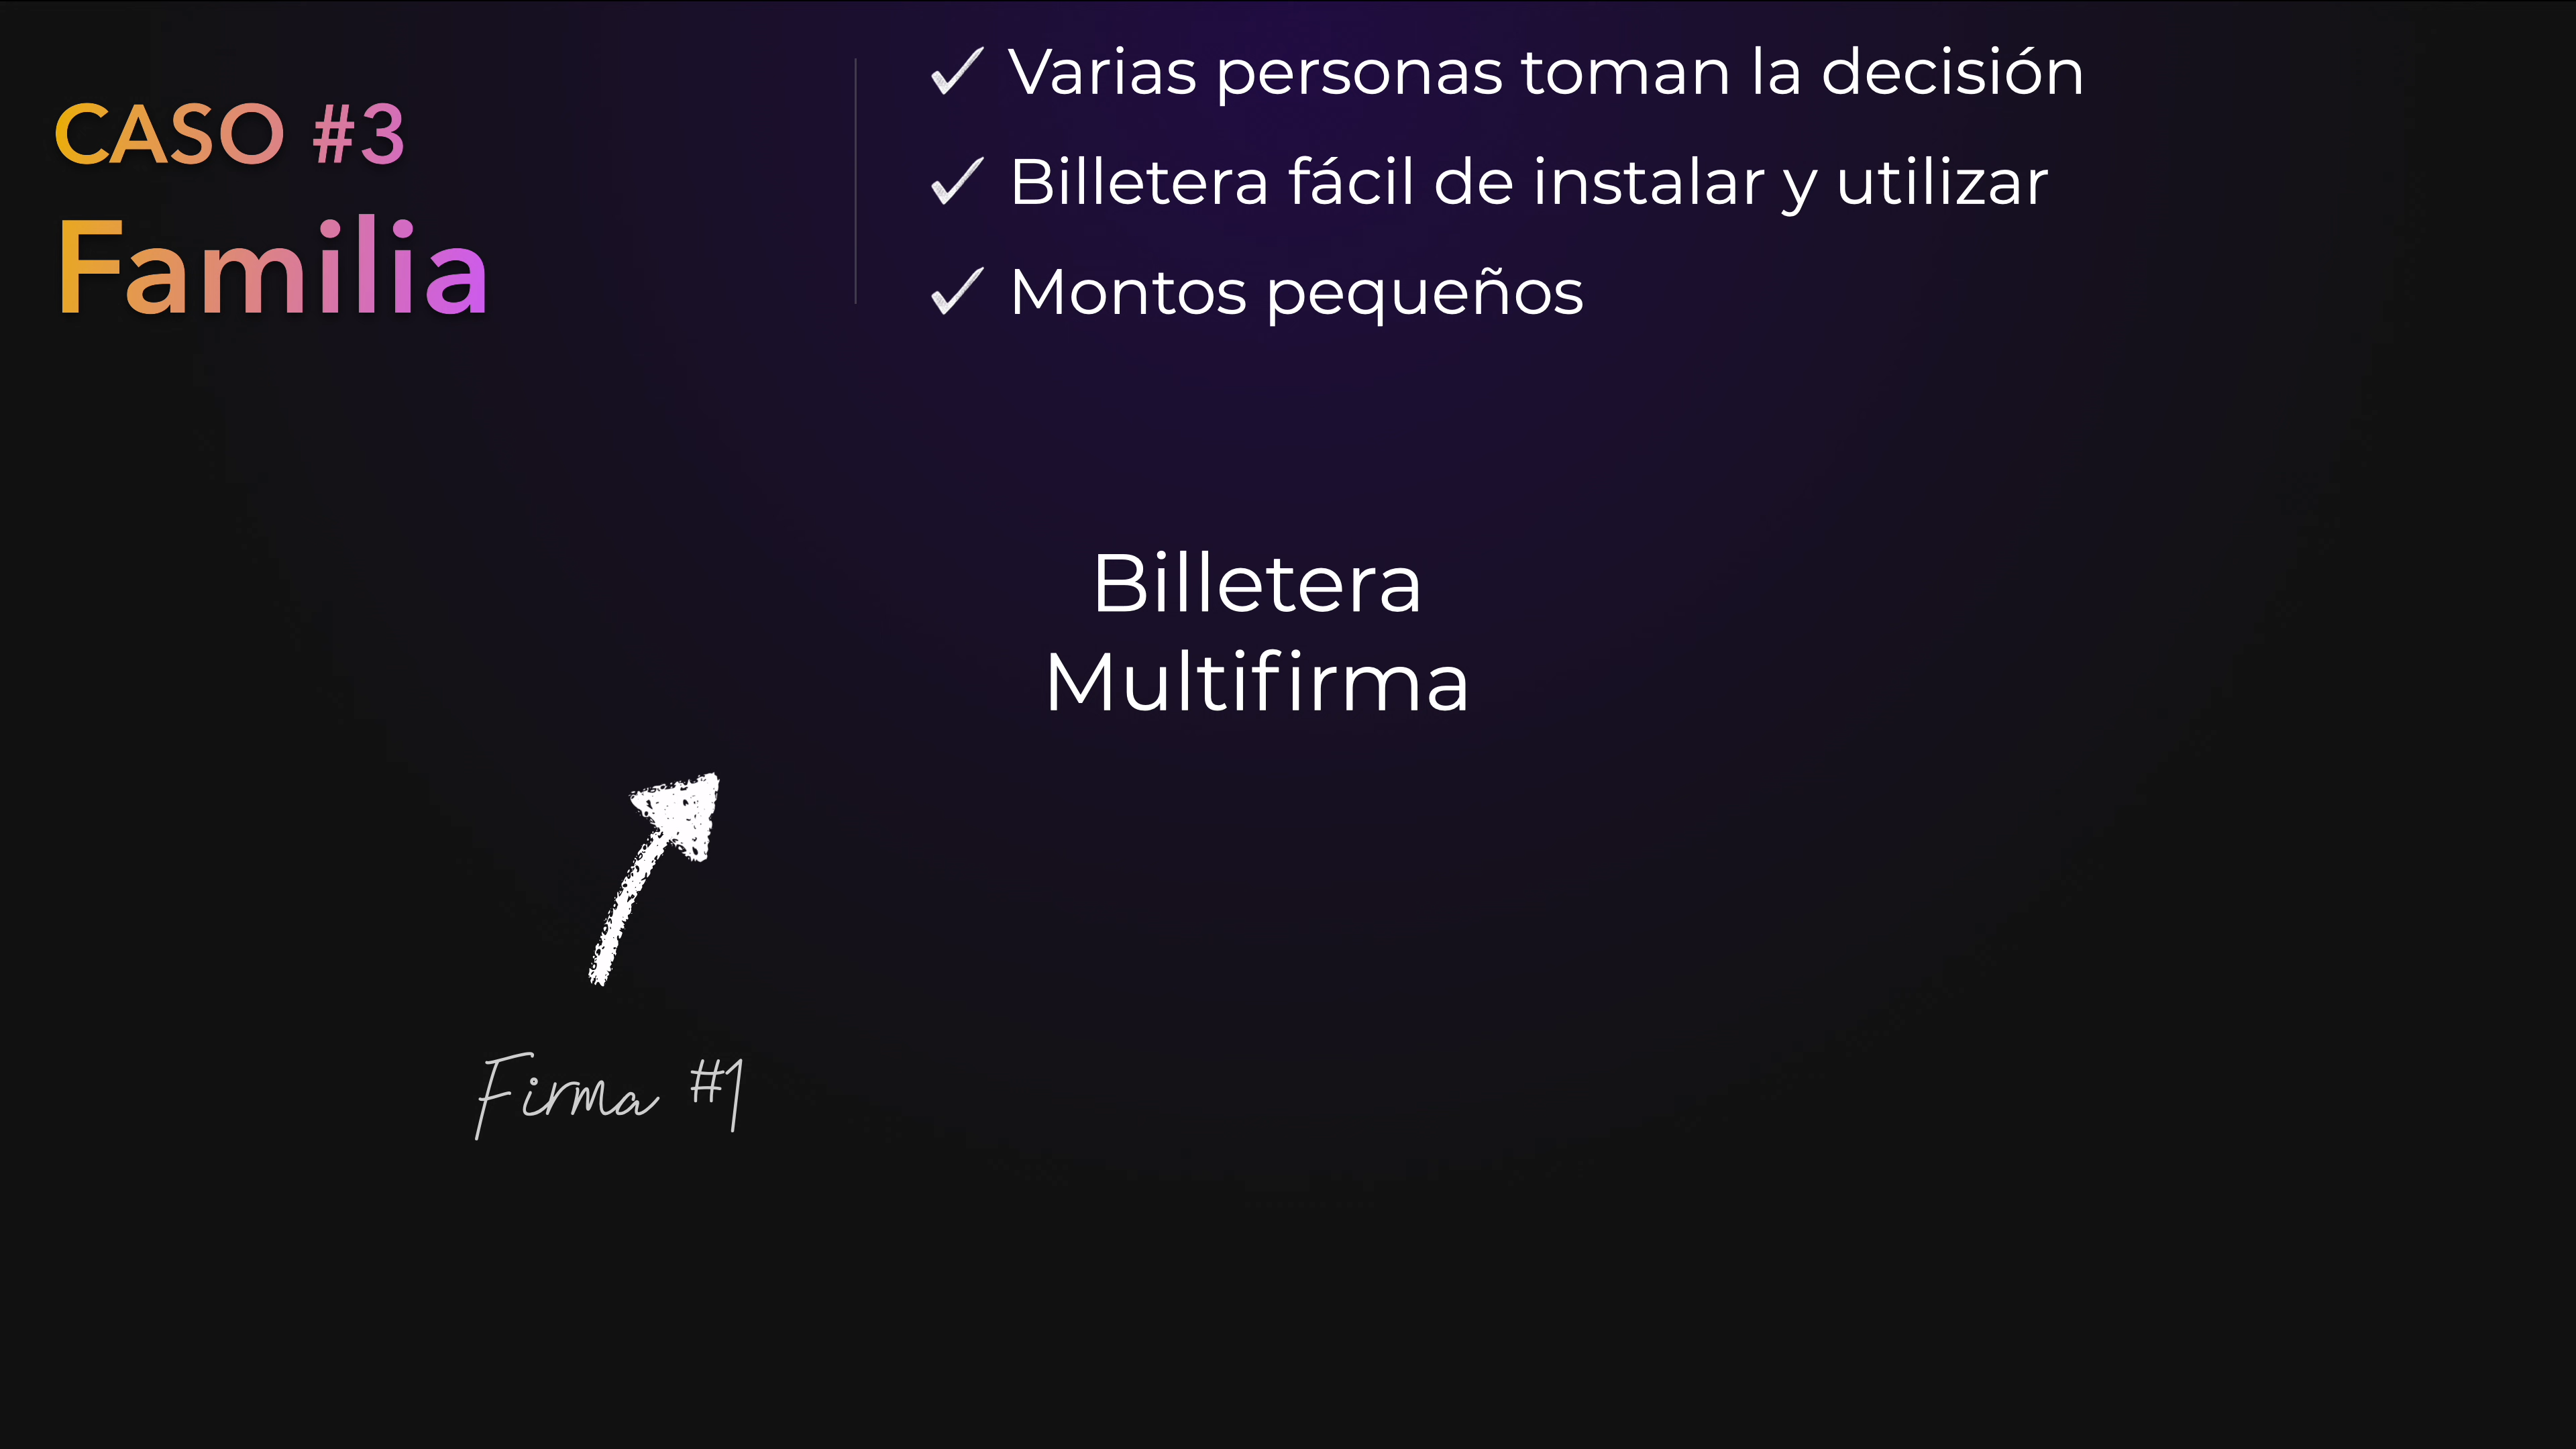 CASO #3
Familia
Varias personas toman la decisión
Billetera fácil de instalar y utilizar
Montos pequeños
Billetera
Multifirma
Firma #1